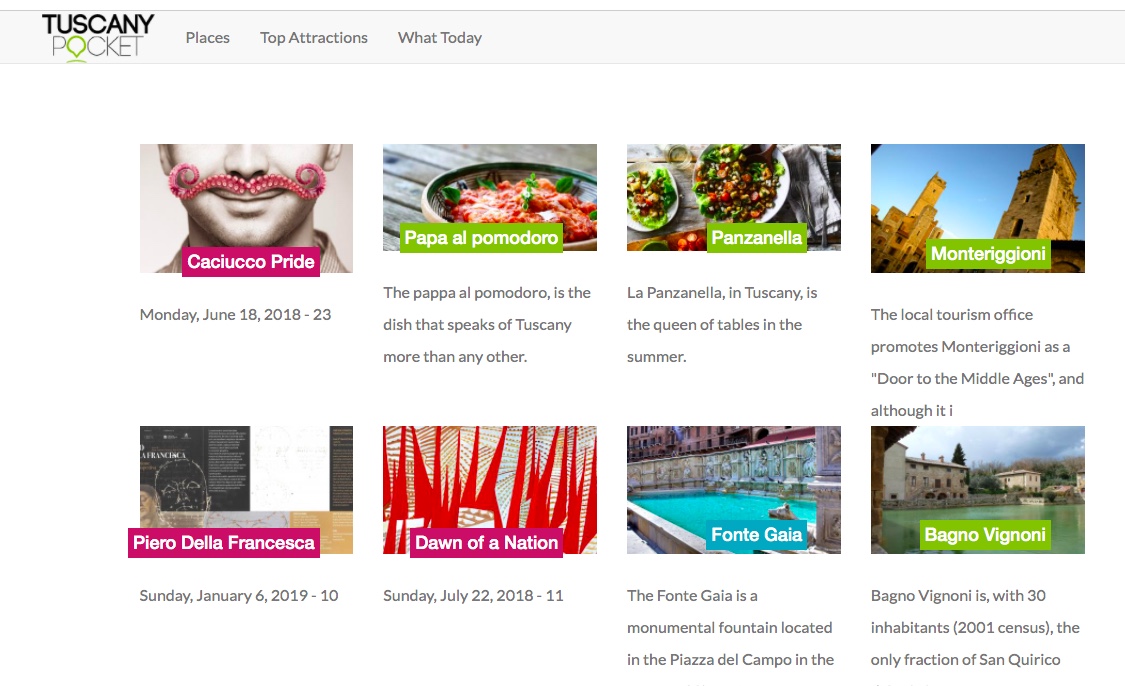 TUSCANY
POCKET
Places
Top Attractions
What Today
Caciucco Pride
Monday, June 18, 2018 - 23
Papa al pomodoro
The pappa al pomodoro, is the
dish that speaks of Tuscany
more than any other.
Panzanella
La Panzanella, in Tuscany, is
the queen of tables in the
summer.
Monteriggioni
The local tourism office
promotes Monteriggioni as a
"Door to the Middle Ages", and
although it i
A FRANCESCA
Piero Della Francesca
Sunday, January 6, 2019 - 10
Dawn of a Nation
Sunday, July 22, 2018 - 11
Fonte Gaia
The Fonte Gaia is a
monumental fountain located
in the Piazza del Campo in the
Bagno Vignoni
Bagno Vignoni is, with 30
inhabitants (2001 census), the
only fraction of San Quirico